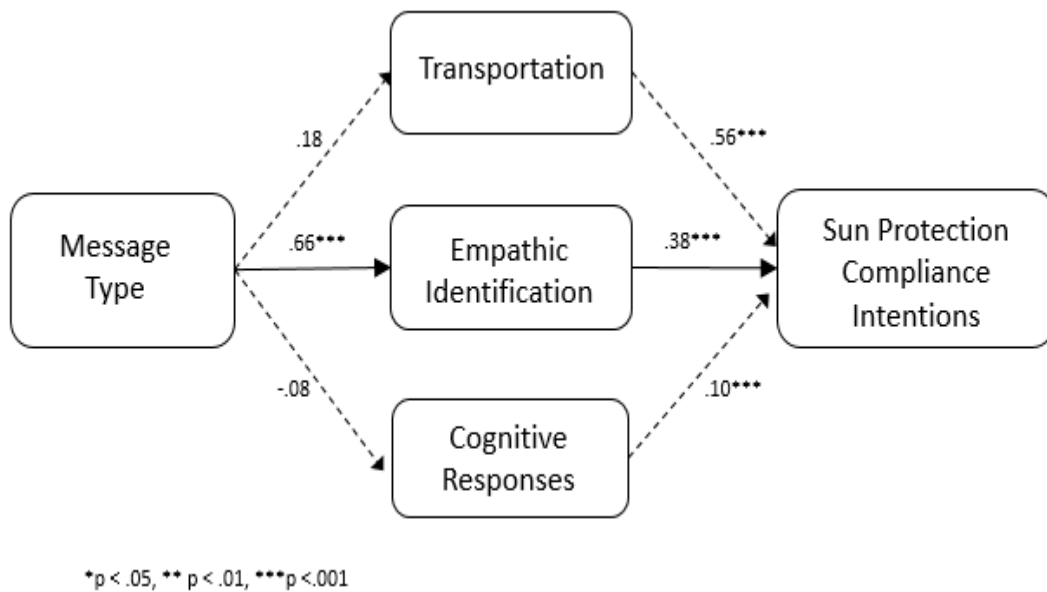 Transportation
.18
.56***
Message
Type
.66***
Empathic
Identification
.38***
Sun Protection
Compliance
Intentions
-.08
.10***
Cognitive
Responses
*p < .05, ** p < .01, ***p <.001